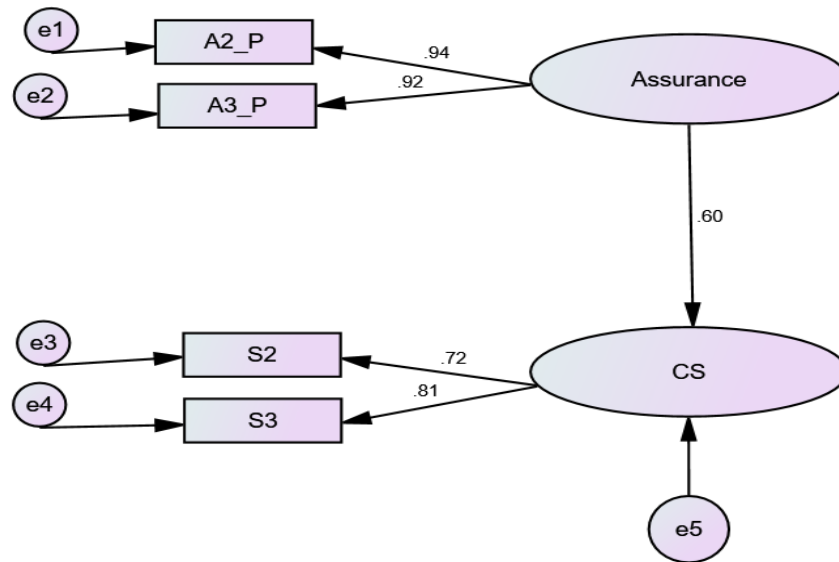 e1
A2_P
.94
Assurance
e2
A3_P
.92
.60
e3
S2
.72
CS
e4
S3
.81
e5